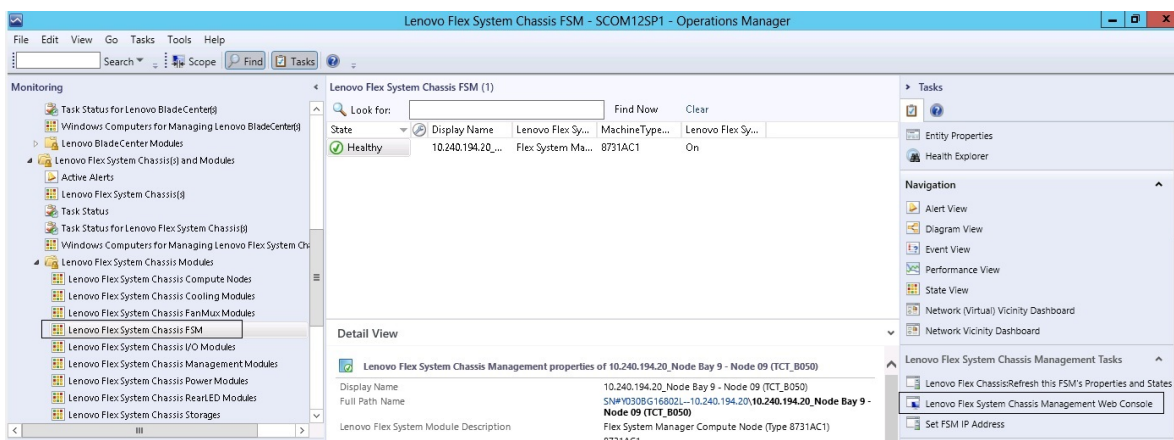 Lenovo Flex System Chassis FSM - SCOM12SP1 - Operations Manager
File Edit View Go Tasks Tools Help
Search Scope Find Tasks
Monitoring
Task Status for Lenovo BladeCenter(s)
Windows Computers for Managing Lenovo BladeCenter(s)
Lenovo BladeCenter Modules
Lenovo Flex System Chassis(s) and Modules
Active Alerts
Lenovo Flex System Chassis(s)
Task Status
Task Status for Lenovo Flex System Chassis(s)
Windows Computers for Managing Lenovo Flex System Ch
Lenovo Flex System Chassis Modules
Lenovo Flex System Chassis Compute Nodes
Lenovo Flex System Chassis Cooling Modules
Lenovo Flex System Chassis FanMux Modules
Lenovo Flex System Chassis FSM
Lenovo Flex System Chassis I/O Modules
Lenovo Flex System Chassis Management Modules
Lenovo Flex System Chassis Power Modules
Lenovo Flex System Chassis RearLED Modules
Lenovo Flex System Chassis Storages
Lenovo Flex System Chassis FSM (1)
Look for: Find Now Clear
State Display Name Lenovo Flex Sy... MachineType... Lenovo Flex Sy...
Healthy 10.240.194.20_... Flex System Ma... 8731AC1 On
Detail View
Lenovo Flex System Chassis Management properties of 10.240.194.20_Node Bay 9 - Node 09 (TCT_B050)
Display Name 10.240.194.20_Node Bay 9 - Node 09 (TCT_B050)
Full Path Name SN#Y030BG16802L--10.240.194.20\10.240.194.20_Node Bay 9 -
Node 09 (TCT_B050)
Lenovo Flex System Module Description Flex System Manager Compute Node (Type 8731AC1)
8731AC1
Tasks
Entity Properties
Health Explorer
Navigation
Alert View
Diagram View
Event View
Performance View
State View
Network (Virtual) Vicinity Dashboard
Network Vicinity Dashboard
Lenovo Flex System Chassis Management Tasks
Lenovo Flex Chassis:Refresh this FSM's Properties and States
Lenovo Flex System Chassis Management Web Console
Set FSM IP Address